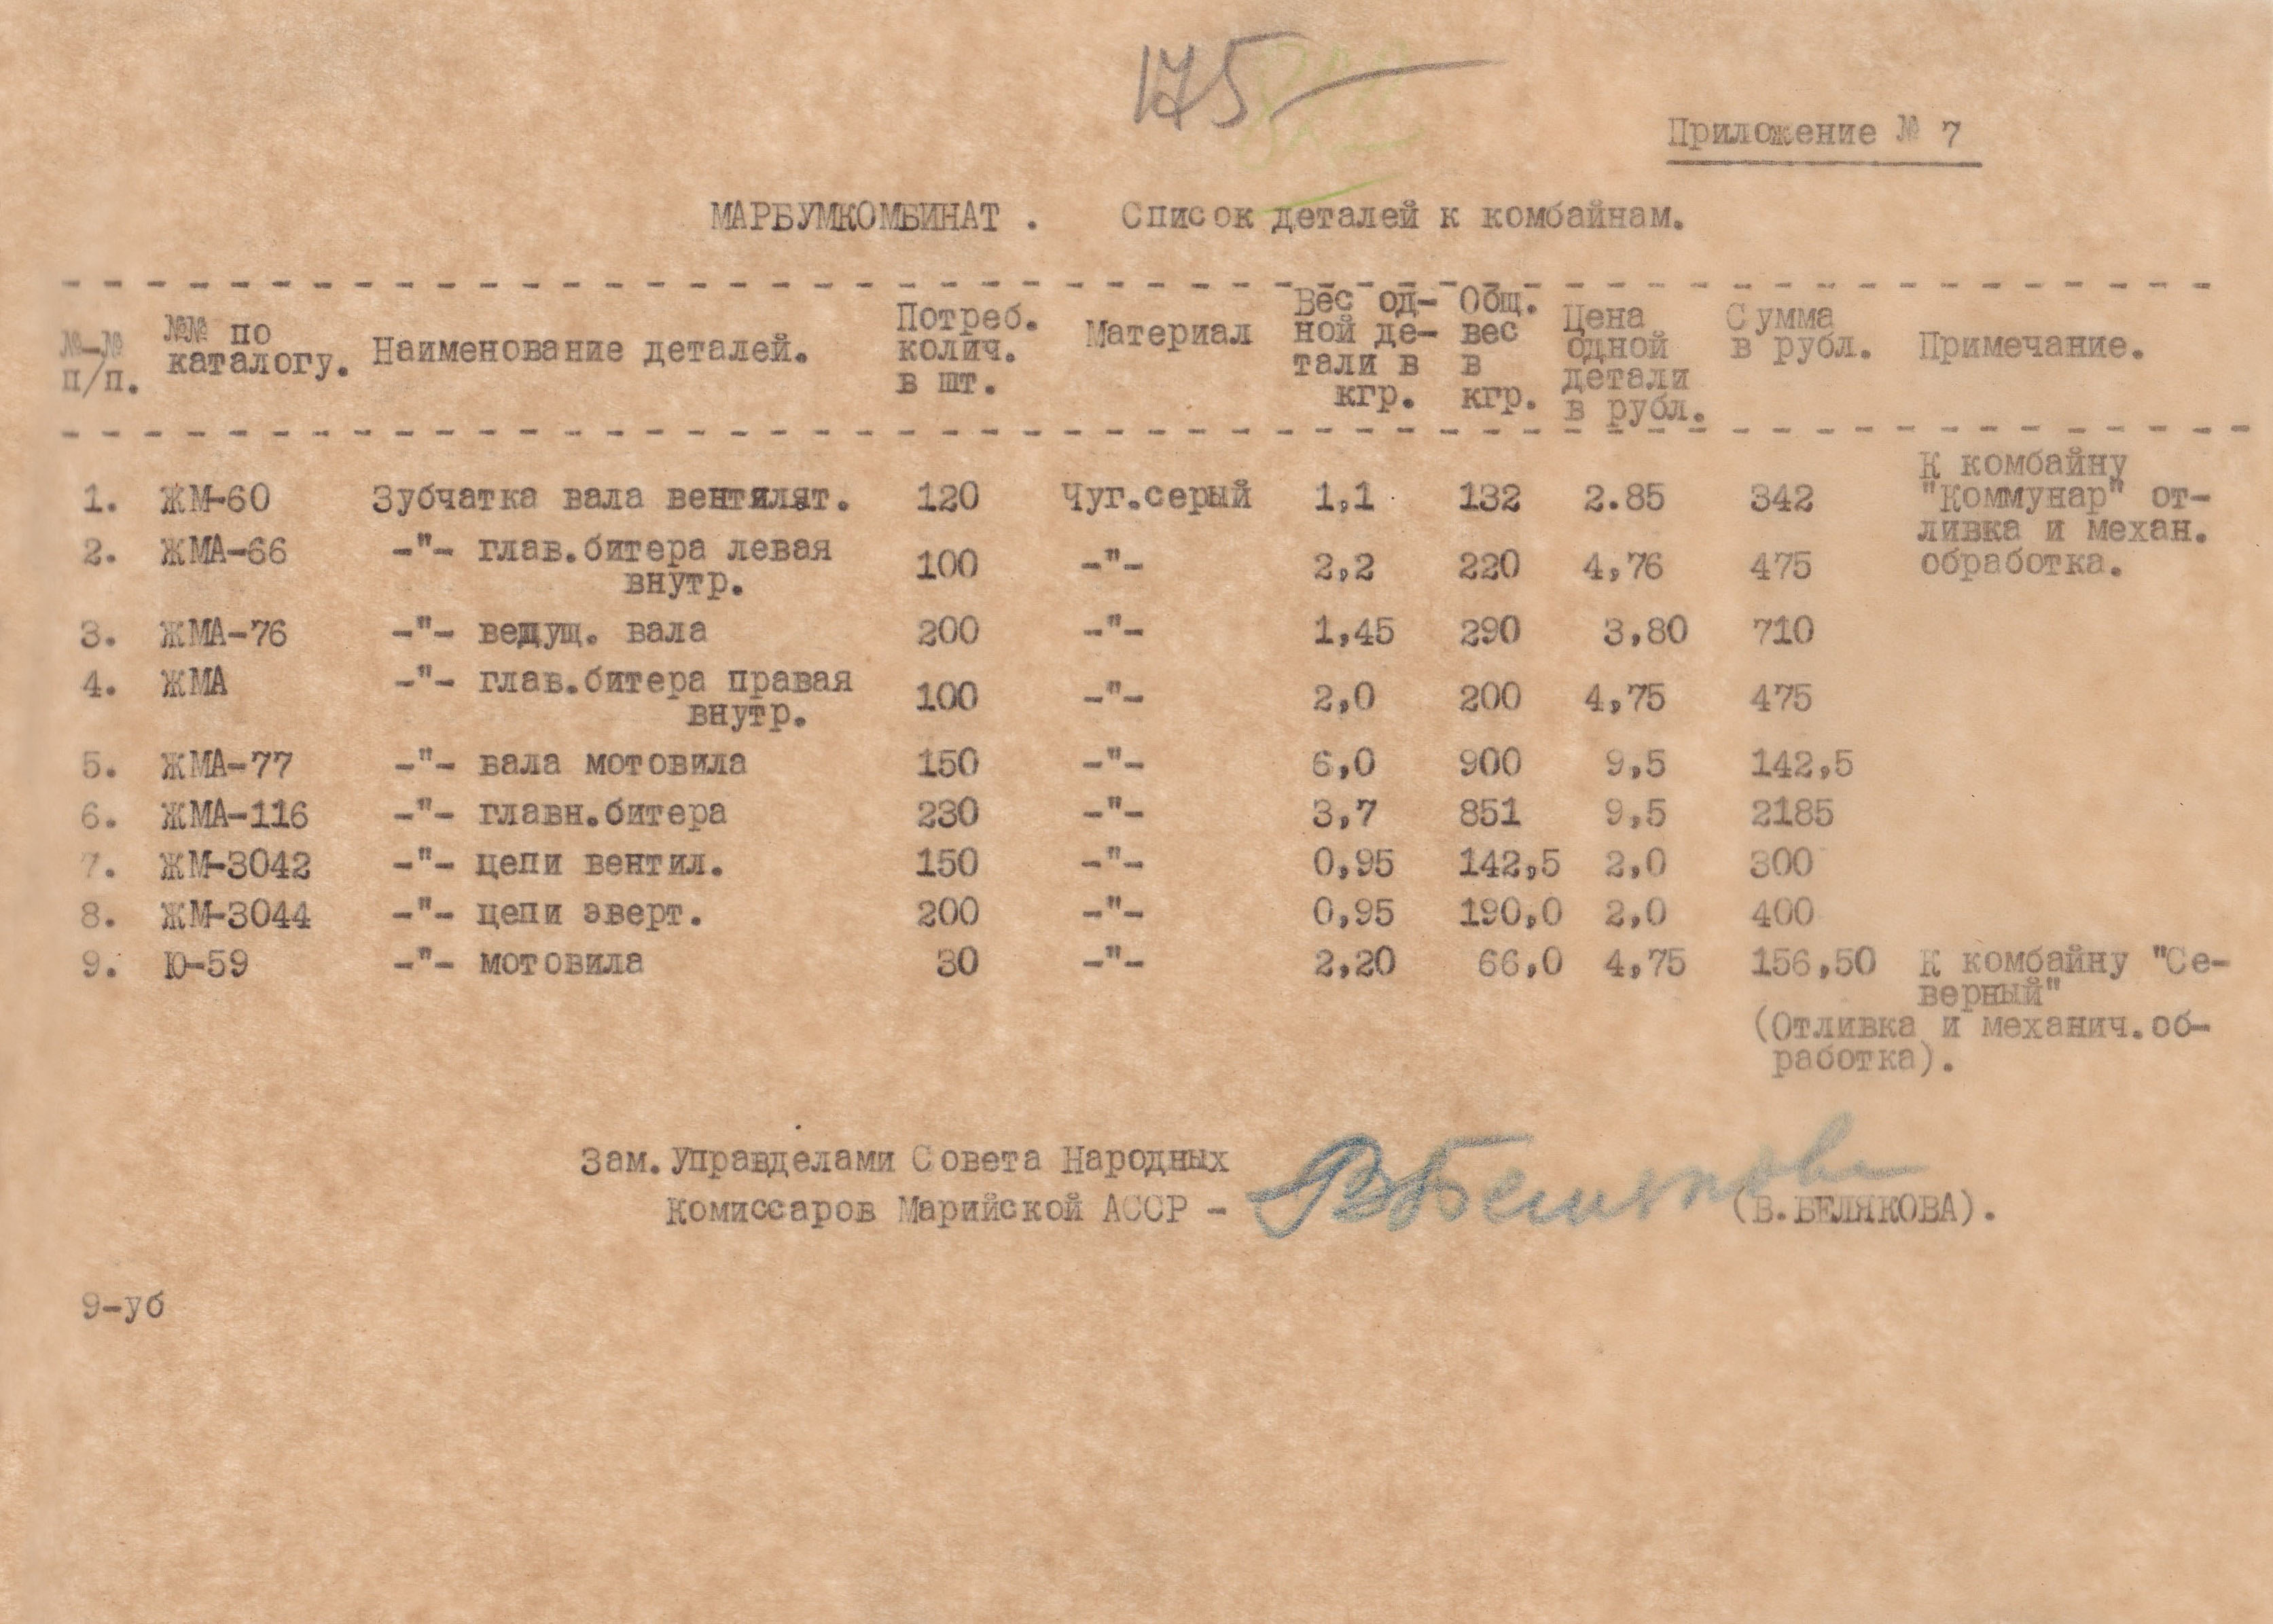 175
Приложение № 7
МАРБУМКОМБИНАТ . Список деталей к комбайнам.
№-№ п/п. №№ по каталогу. Наименование деталей. Потреб. колич. в шт. Материал Вес од- ной де- тали в кгр. Общ. вес в кгр. Цена одной детали в рубл. Сумма в рубл. Примечание.
1. ЖМ-60 Зубчатка вала вентилят. 120 Чуг.серый 1,1 132 2.85 342 К комбайну "Коммунар" от- ливка и механ. обработка.
2. ЖМА-66 -"- глав.битера левая внутр. 100 -"- 2,2 220 4,76 475
3. ЖМА-76 -"- ведущ. вала 200 -"- 1,45 290 3,80 710
4. ЖМА -"- глав.битера правая внутр. 100 -"- 2,0 200 4,75 475
5. ЖМА-77 -"- вала мотовила 150 -"- 6,0 900 9,5 142,5
6. ЖМА-116 -"- главн.битера 230 -"- 3,7 851 9,5 2185
7. ЖМ-3042 -"- цепи вентил. 150 -"- 0,95 142,5 2,0 300
8. ЖМ-3044 -"- цепи эверт. 200 -"- 0,95 190,0 2,0 400
9. Ю-59 -"- мотовила 30 -"- 2,20 66,0 4,75 156,50 К комбайну "Се-
верный"
(Отливка и механич.об-
работка).
Зам.Управделами Совета Народных
Комиссаров Марийской АССР - ВБелякова (В.БЕЛЯКОВА).
9-уб